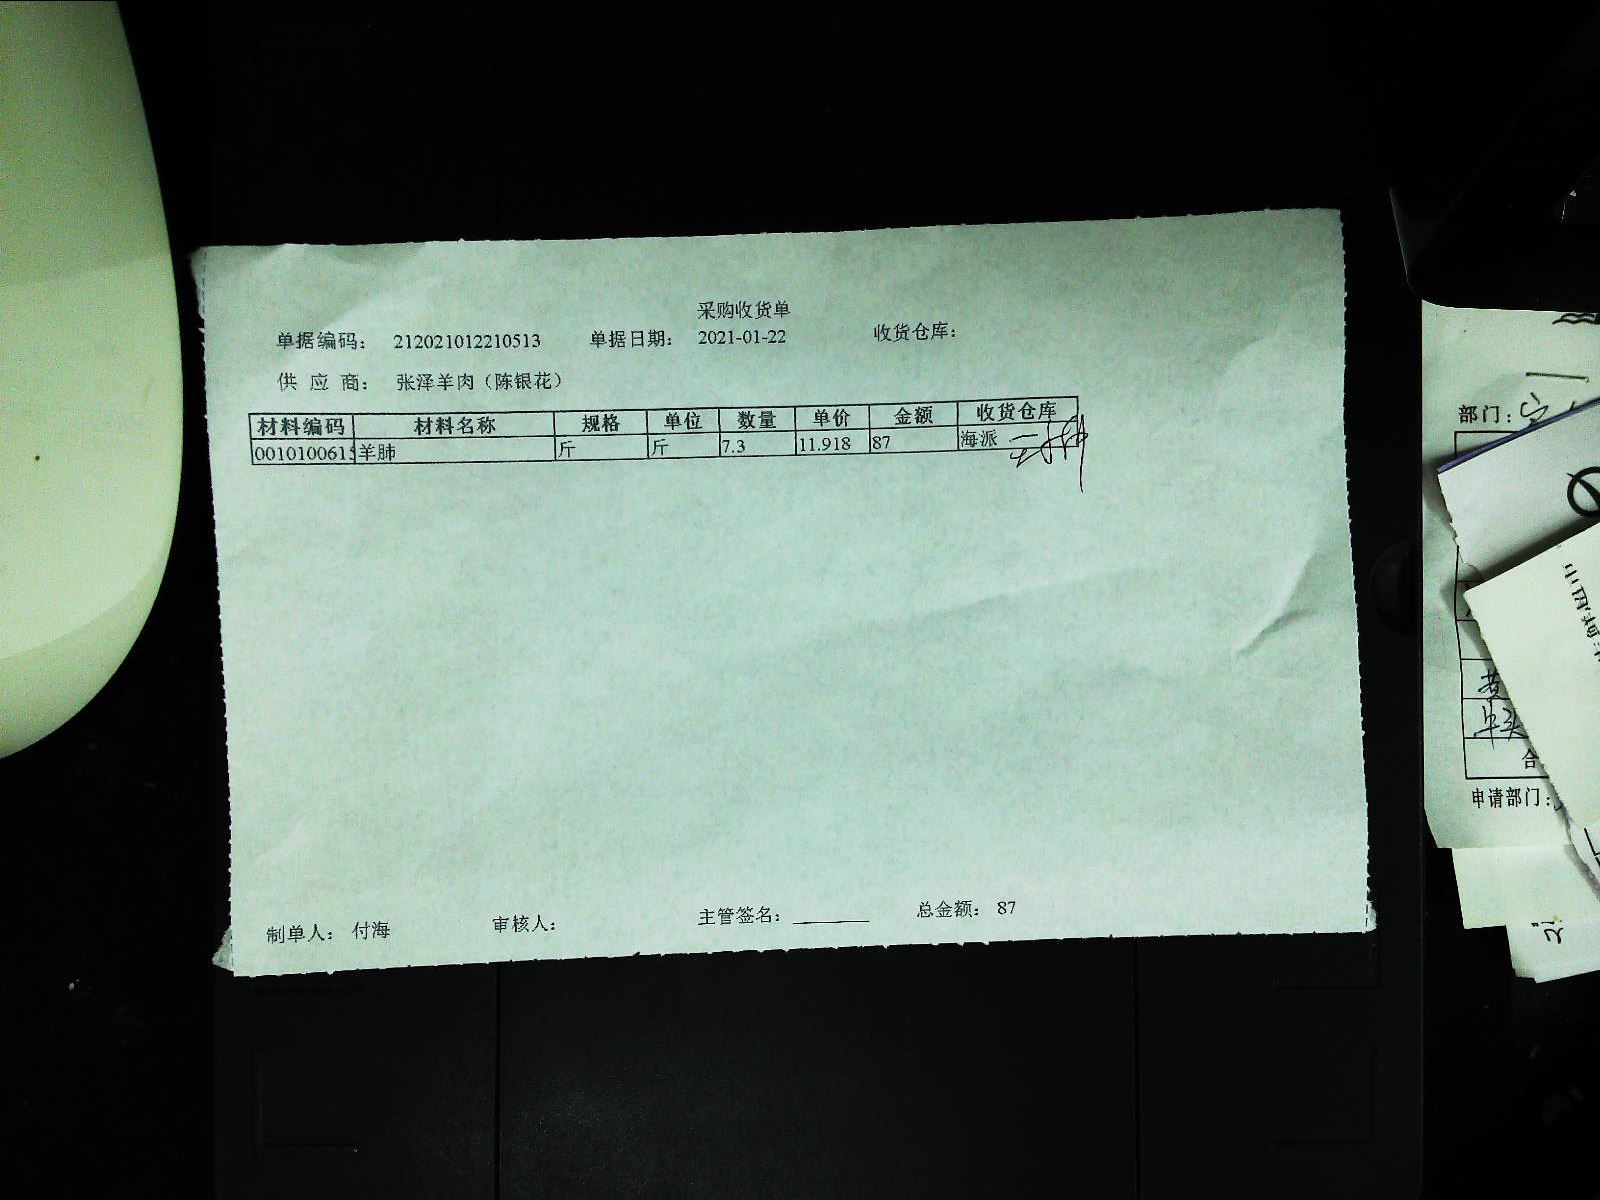 采购收货单
单据编码： 212021012210513 单据日期： 2021-01-22 收货仓库：
供 应 商： 张泽羊肉（陈银花）
材料编码 材料名称 规格 单位 数量 单价 金额 收货仓库
0010100615 羊肺 斤 斤 7.3 11.918 87 海派
制单人： 付海 审核人： 主管签名： 总金额： 87
部门：
合
申请部门：